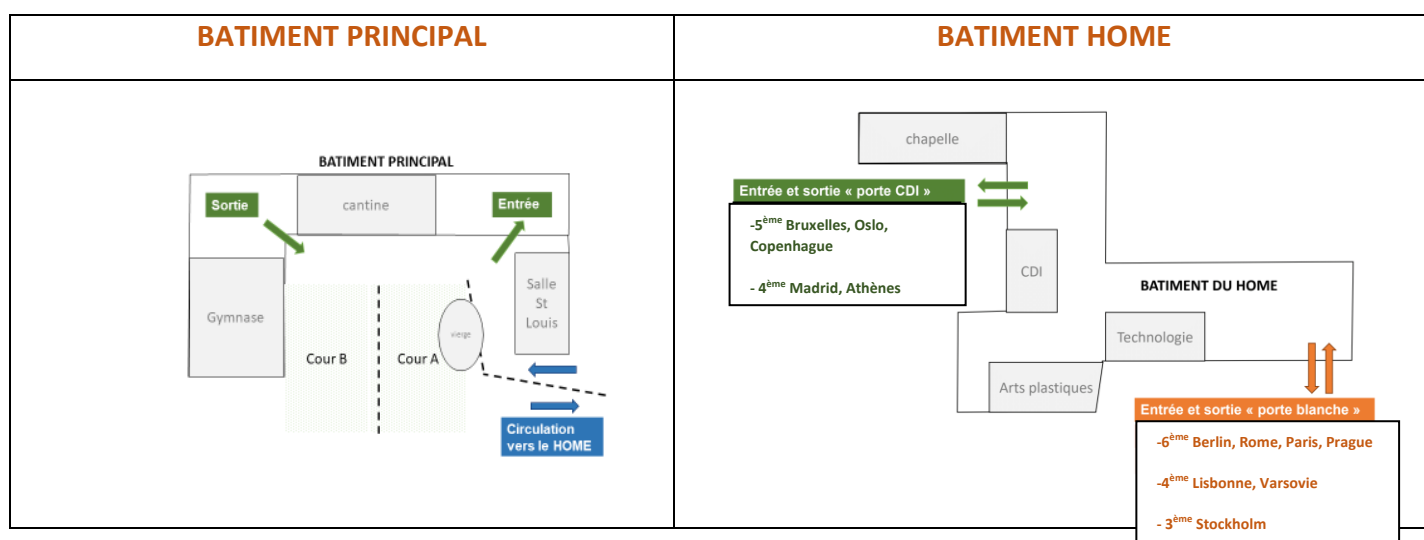 BATIMENT PRINCIPAL
BATIMENT HOME
BATIMENT PRINCIPAL
Sortie
cantine
Entrée
Gymnase
Salle
St
Louis
vierge
Cour B
Cour A
Circulation
vers le HOME
chapelle
Entrée et sortie « porte CDI »
-5ème Bruxelles, Oslo,
Copenhague
- 4ème Madrid, Athènes
CDI
BATIMENT DU HOME
Technologie
Arts plastiques
Entrée et sortie « porte blanche »
-6ème Berlin, Rome, Paris, Prague
-4ème Lisbonne, Varsovie
- 3ème Stockholm